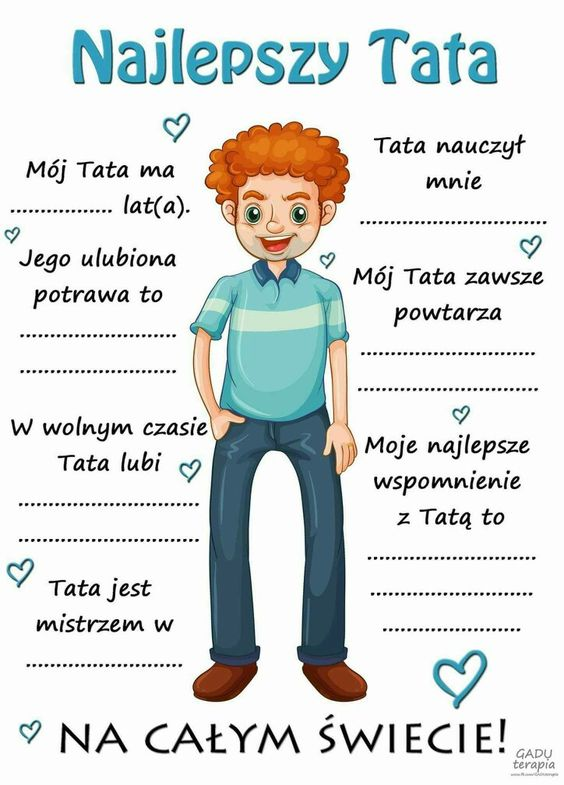 Najlepszy Tata
Mój Tata ma
................ lat(a).
Jego ulubiona
potrawa to
........................
........................
W wolnym czasie
Tata lubi
............................
............................
Tata jest
mistrzem w
........................
Tata nauczył
mnie
.............................
Mój Tata zawsze
powtarza
...........................
............................
Moje najlepsze
wspomnienie
z Tatą to
..........................
.........................
.....................
NA CAŁYM ŚWIECIE!
GADU
terapia